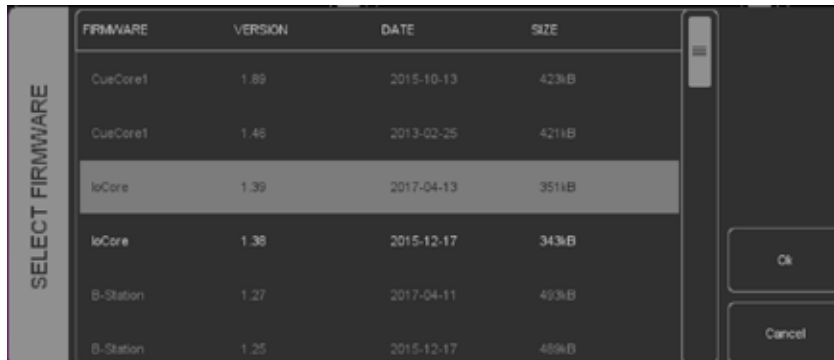 SELECT FIRMWARE
FIRMWARE VERSION DATE SIZE
CueCore1 1.89 2015-10-13 423kB
CueCore1 1.46 2013-02-25 421kB
IoCore 1.39 2017-04-13 351kB
IoCore 1.38 2015-12-17 343kB
B-Station 1.27 2017-04-11 493kB
B-Station 1.25 2015-12-17 489kB
Ok
Cancel